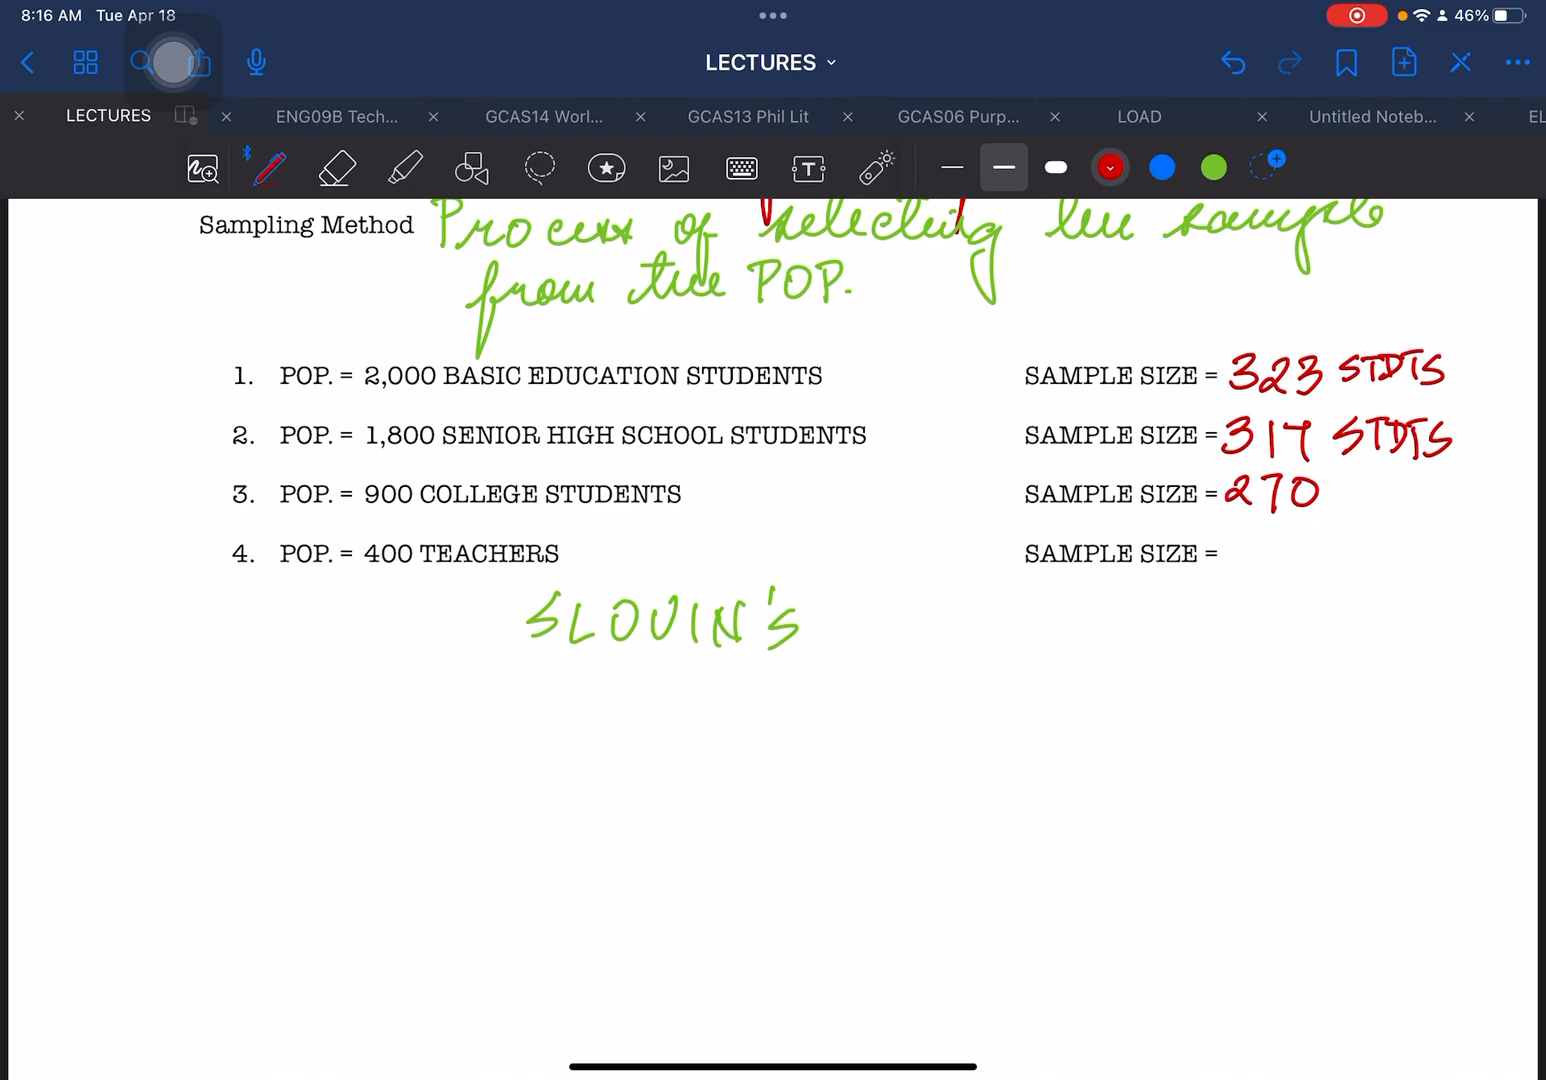 8:16 AM Tue Apr 18
46%
LECTURES
LECTURES
ENG09B Tech...
GCAS14 Worl...
GCAS13 Phil Lit
GCAS06 Purp...
LOAD
Untitled Noteb...
EL
Sampling Method Process of selecting the sample
from the POP.
1. POP. = 2,000 BASIC EDUCATION STUDENTS SAMPLE SIZE = 323 STDTS
2. POP. = 1,800 SENIOR HIGH SCHOOL STUDENTS SAMPLE SIZE = 317 STDTS
3. POP. = 900 COLLEGE STUDENTS SAMPLE SIZE = 270
4. POP. = 400 TEACHERS SAMPLE SIZE =
SLOVIN'S